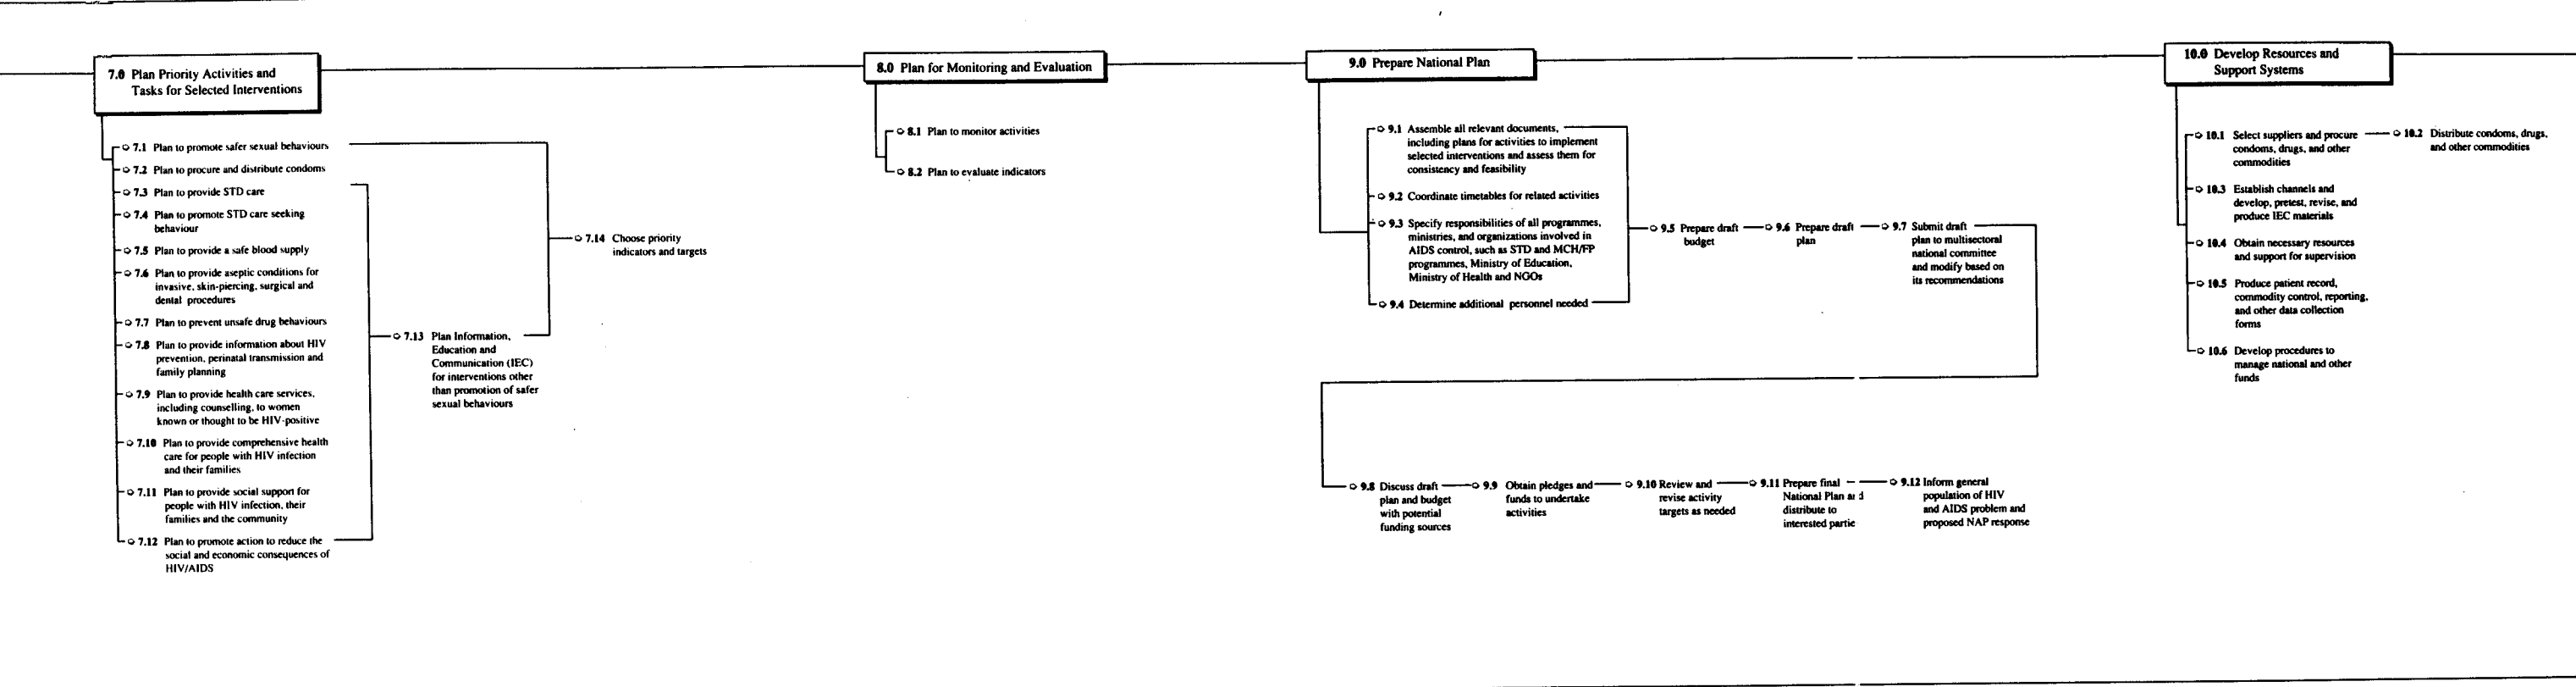 7.0 Plan Priority Activities and
Tasks for Selected Interventions
7.1 Plan to promote safer sexual behaviours
7.2 Plan to procure and distribute condoms
7.3 Plan to provide STD care
7.4 Plan to promote STD care seeking
behaviour
7.5 Plan to provide a safe blood supply
7.6 Plan to provide aseptic conditions for
invasive, skin-piercing, surgical and
dental procedures
7.7 Plan to prevent unsafe drug behaviours
7.8 Plan to provide information about HIV
prevention, perinatal transmission and
family planning
7.9 Plan to provide health care services,
including counselling, to women
known or thought to be HIV-positive
7.10 Plan to provide comprehensive health
care for people with HIV infection
and their families
7.11 Plan to provide social support for
people with HIV infection, their
families and the community
7.12 Plan to promote action to reduce the
social and economic consequences of
HIV/AIDS
7.13 Plan Information,
Education and
Communication (IEC)
for interventions other
than promotion of safer
sexual behaviours
7.14 Choose priority
indicators and targets
8.0 Plan for Monitoring and Evaluation
8.1 Plan to monitor activities
8.2 Plan to evaluate indicators
9.0 Prepare National Plan
9.1 Assemble all relevant documents,
including plans for activities to implement
selected interventions and assess them for
consistency and feasibility
9.2 Coordinate timetables for related activities
9.3 Specify responsibilities of all programmes,
ministries, and organizations involved in
AIDS control, such as STD and MCH/FP
programmes, Ministry of Education,
Ministry of Health and NGOs
9.4 Determine additional personnel needed
9.5 Prepare draft
budget
9.6 Prepare draft
plan
9.7 Submit draft
plan to multisectoral
national committee
and modify based on
its recommendations
9.8 Discuss draft
plan and budget
with potential
funding sources
9.9 Obtain pledges and
funds to undertake
activities
9.10 Review and
revise activity
targets as needed
9.11 Prepare final
National Plan and
distribute to
interested partie
9.12 Inform general
population of HIV
and AIDS problem and
proposed NAP response
10.0 Develop Resources and
Support Systems
10.1 Select suppliers and procure
condoms, drugs, and other
commodities
10.2 Distribute condoms, drugs,
and other commodities
10.3 Establish channels and
develop, pretest, revise, and
produce IEC materials
10.4 Obtain necessary resources
and support for supervision
10.5 Produce patient record,
commodity control, reporting,
and other data collection
forms
10.6 Develop procedures to
manage national and other
funds